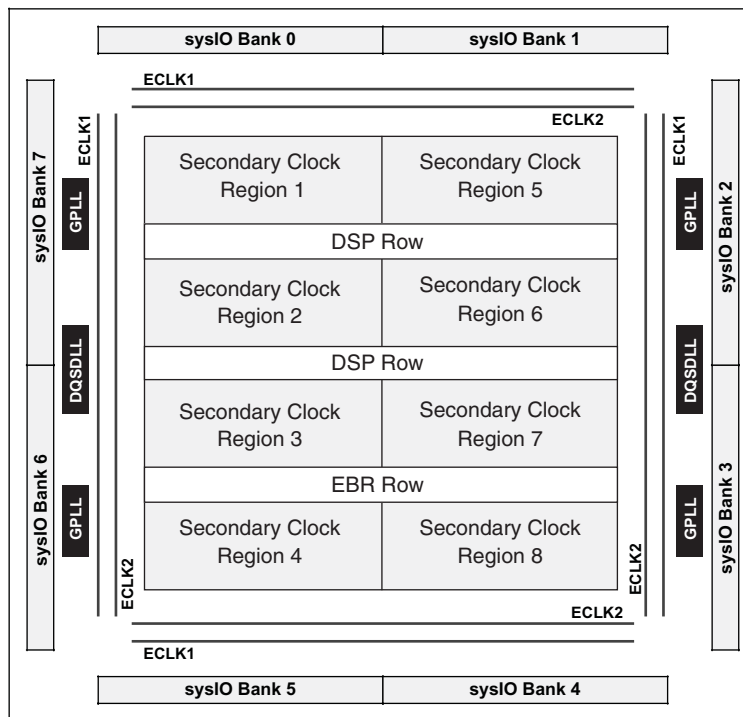 sysIO Bank 0
sysIO Bank 1
ECLK1
ECLK2
ECLK1
ECLK1
sysIO Bank 7
sysIO Bank 2
GPLL
GPLL
Secondary Clock
Region 1
Secondary Clock
Region 5
DSP Row
Secondary Clock
Region 2
Secondary Clock
Region 6
DQSDLL
DQSDLL
DSP Row
Secondary Clock
Region 3
Secondary Clock
Region 7
sysIO Bank 6
sysIO Bank 3
GPLL
GPLL
EBR Row
Secondary Clock
Region 4
Secondary Clock
Region 8
ECLK2
ECLK2
ECLK2
ECLK1
sysIO Bank 5
sysIO Bank 4